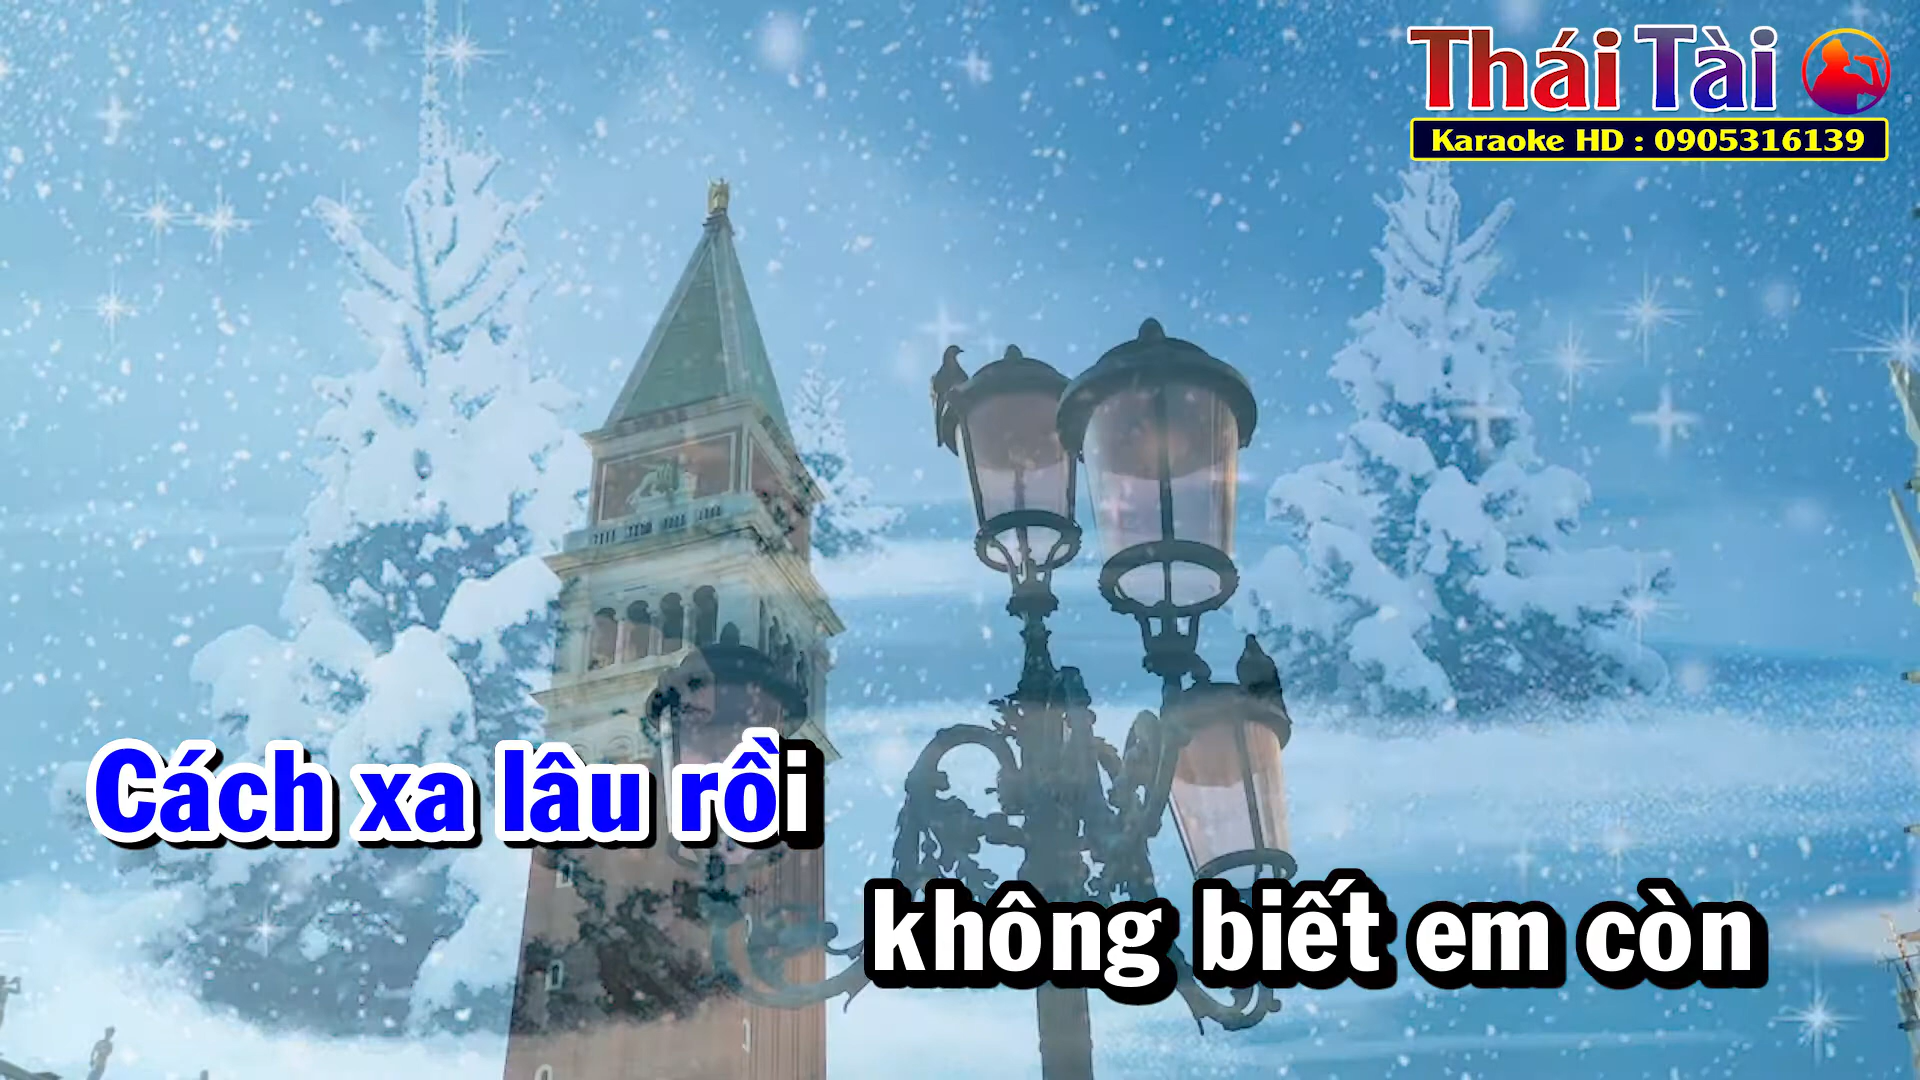 Thái Tài
Karaoke HD : 0905316139
Cách xa lâu rồi
không biết em còn